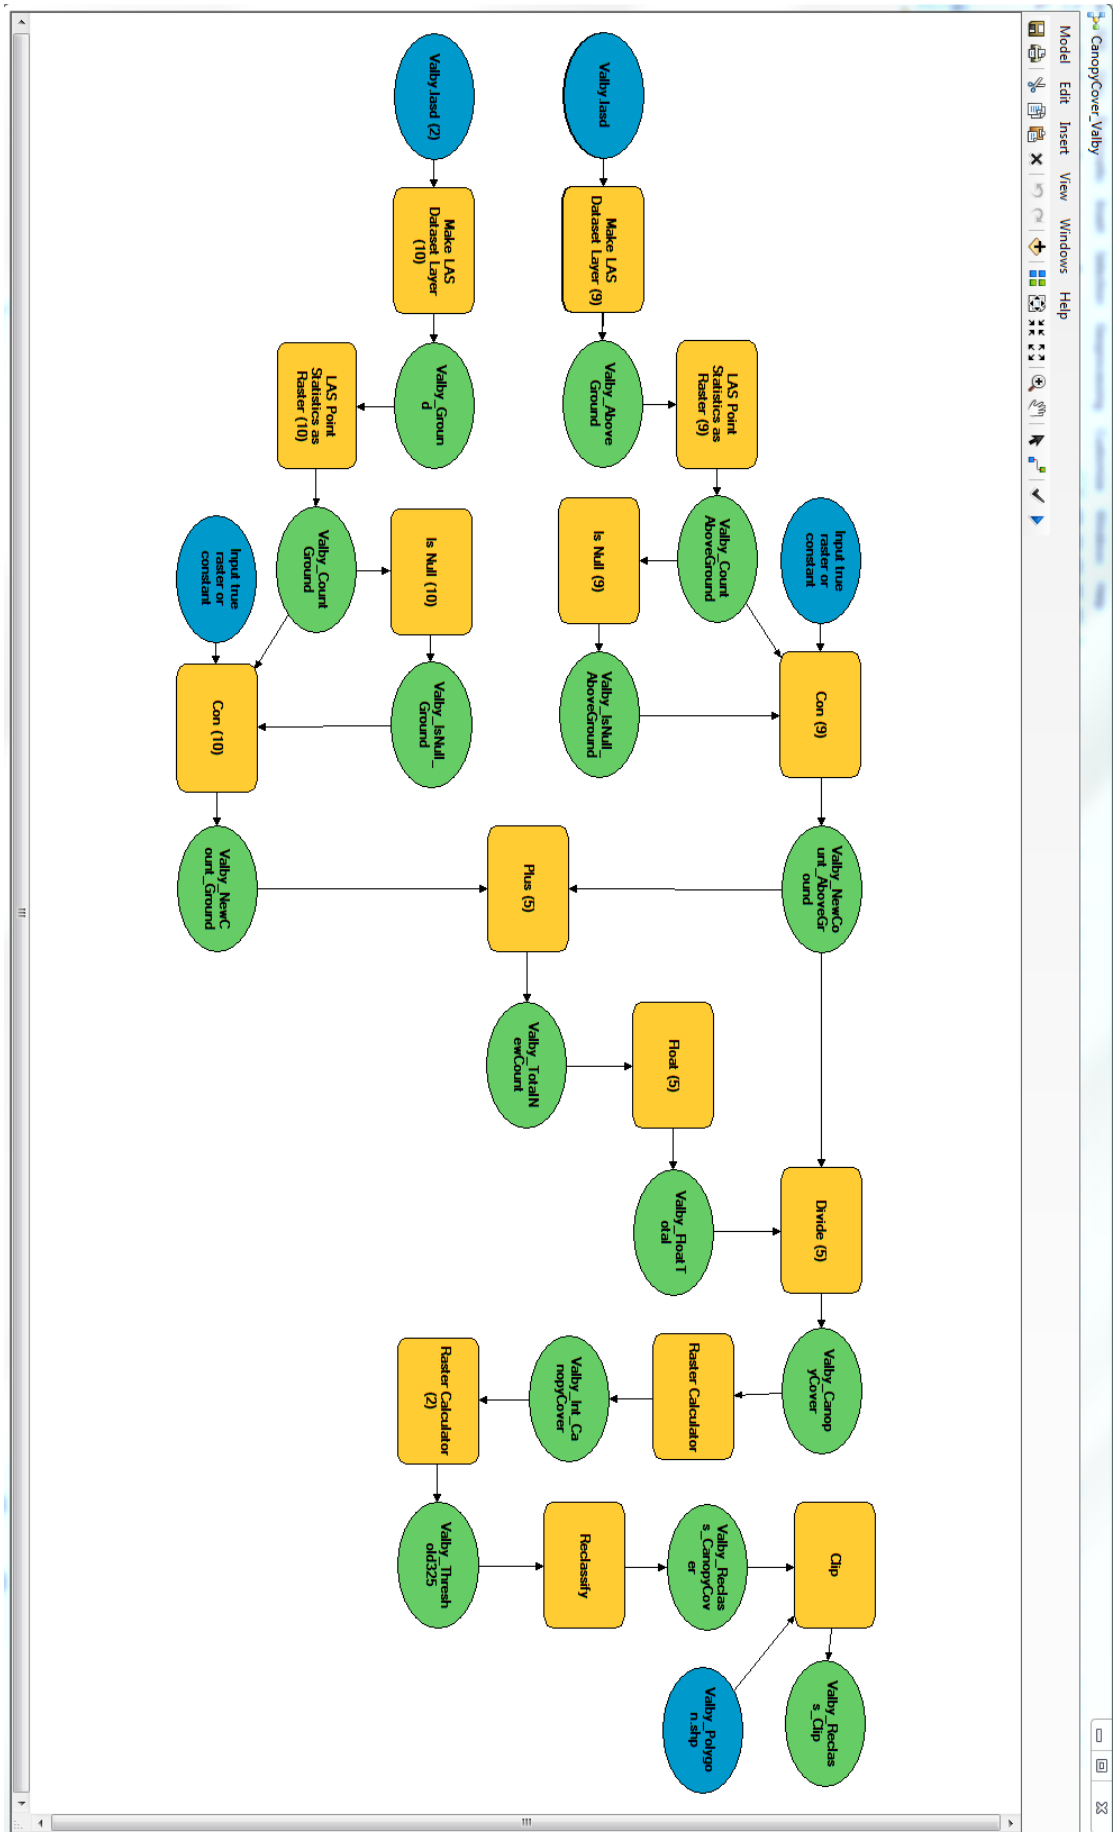 CanopyCover_Valby
Model Edit Insert View Windows Help
Input true
raster or
constant
Con (9)
Valby_NewCo
unt_AboveGr
ound
Divide (5)
Valby_Canop
yCover
Clip
Valby_Reclas
s_Clip
LAS Point
Statistics as
Raster (9)
Valby_Count
AboveGround
Float (5)
Valby_FloatT
otal
Raster Calculator
Valby_Reclas
s_CanopyCov
er
Valby_Polygo
n.shp
Valby.lasd
Make LAS
Dataset Layer (9)
Valby_Above
Ground
Is Null (9)
Valby_IsNull_
AboveGround
Plus (5)
Valby_TotalN
ewCount
Valby_Int_Ca
nopyCover
Reclassify
Valby.lasd (2)
Make LAS
Dataset Layer
(10)
Valby_Groun
d
Is Null (10)
Valby_IsNull_
Ground
Raster Calculator
(2)
Valby_Thresh
old325
LAS Point
Statistics as
Raster (10)
Valby_Count
Ground
Input true
raster or
constant
Con (10)
Valby_NewC
ount_Ground